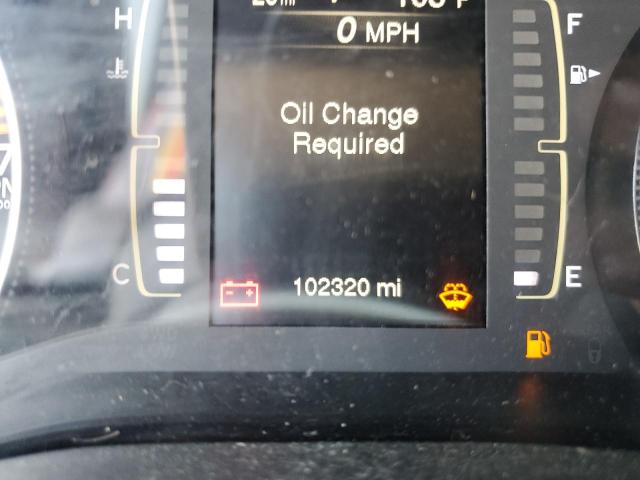 H
0 MPH
F
Oil Change
Required
C
E
102320 mi